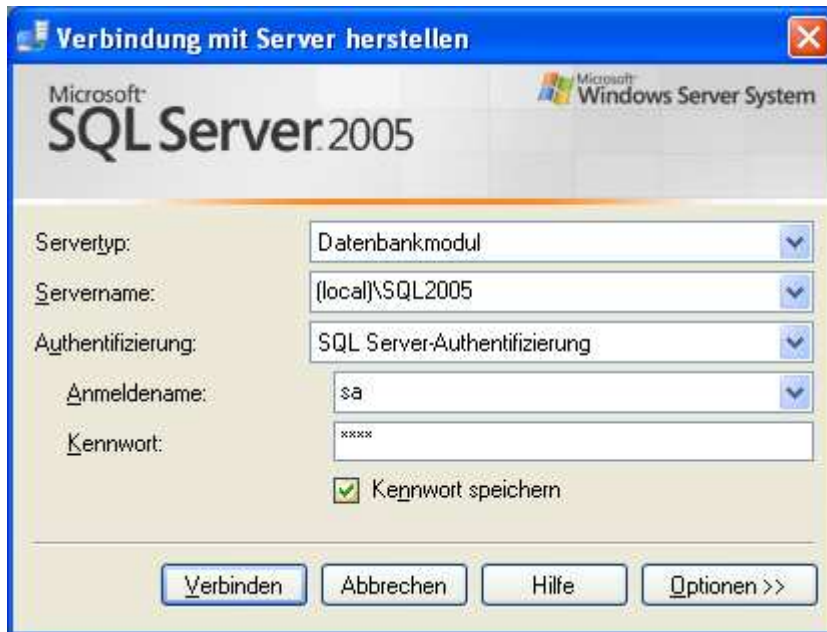 Verbindung mit Server herstellen
Microsoft
Windows Server System
Microsoft
SQL Server 2005
Servertyp: Datenbankmodul
Servername: (local)\SQL2005
Authentifizierung: SQL Server-Authentifizierung
Anmeldename: sa
Kennwort: ****
Kennwort speichern
Verbinden Abbrechen Hilfe Optionen >>